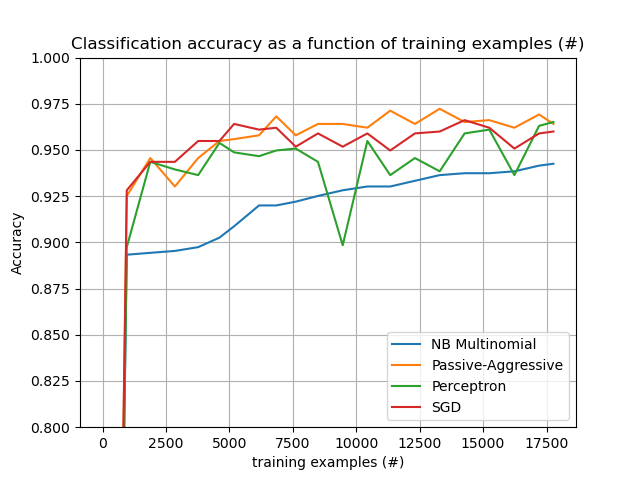 Classification accuracy as a function of training examples (#)
1.000
0.975
0.950
0.925
0.900
0.875
0.850
0.825
0.800
Accuracy
NB Multinomial
Passive-Aggressive
Perceptron
SGD
0 2500 5000 7500 10000 12500 15000 17500
training examples (#)